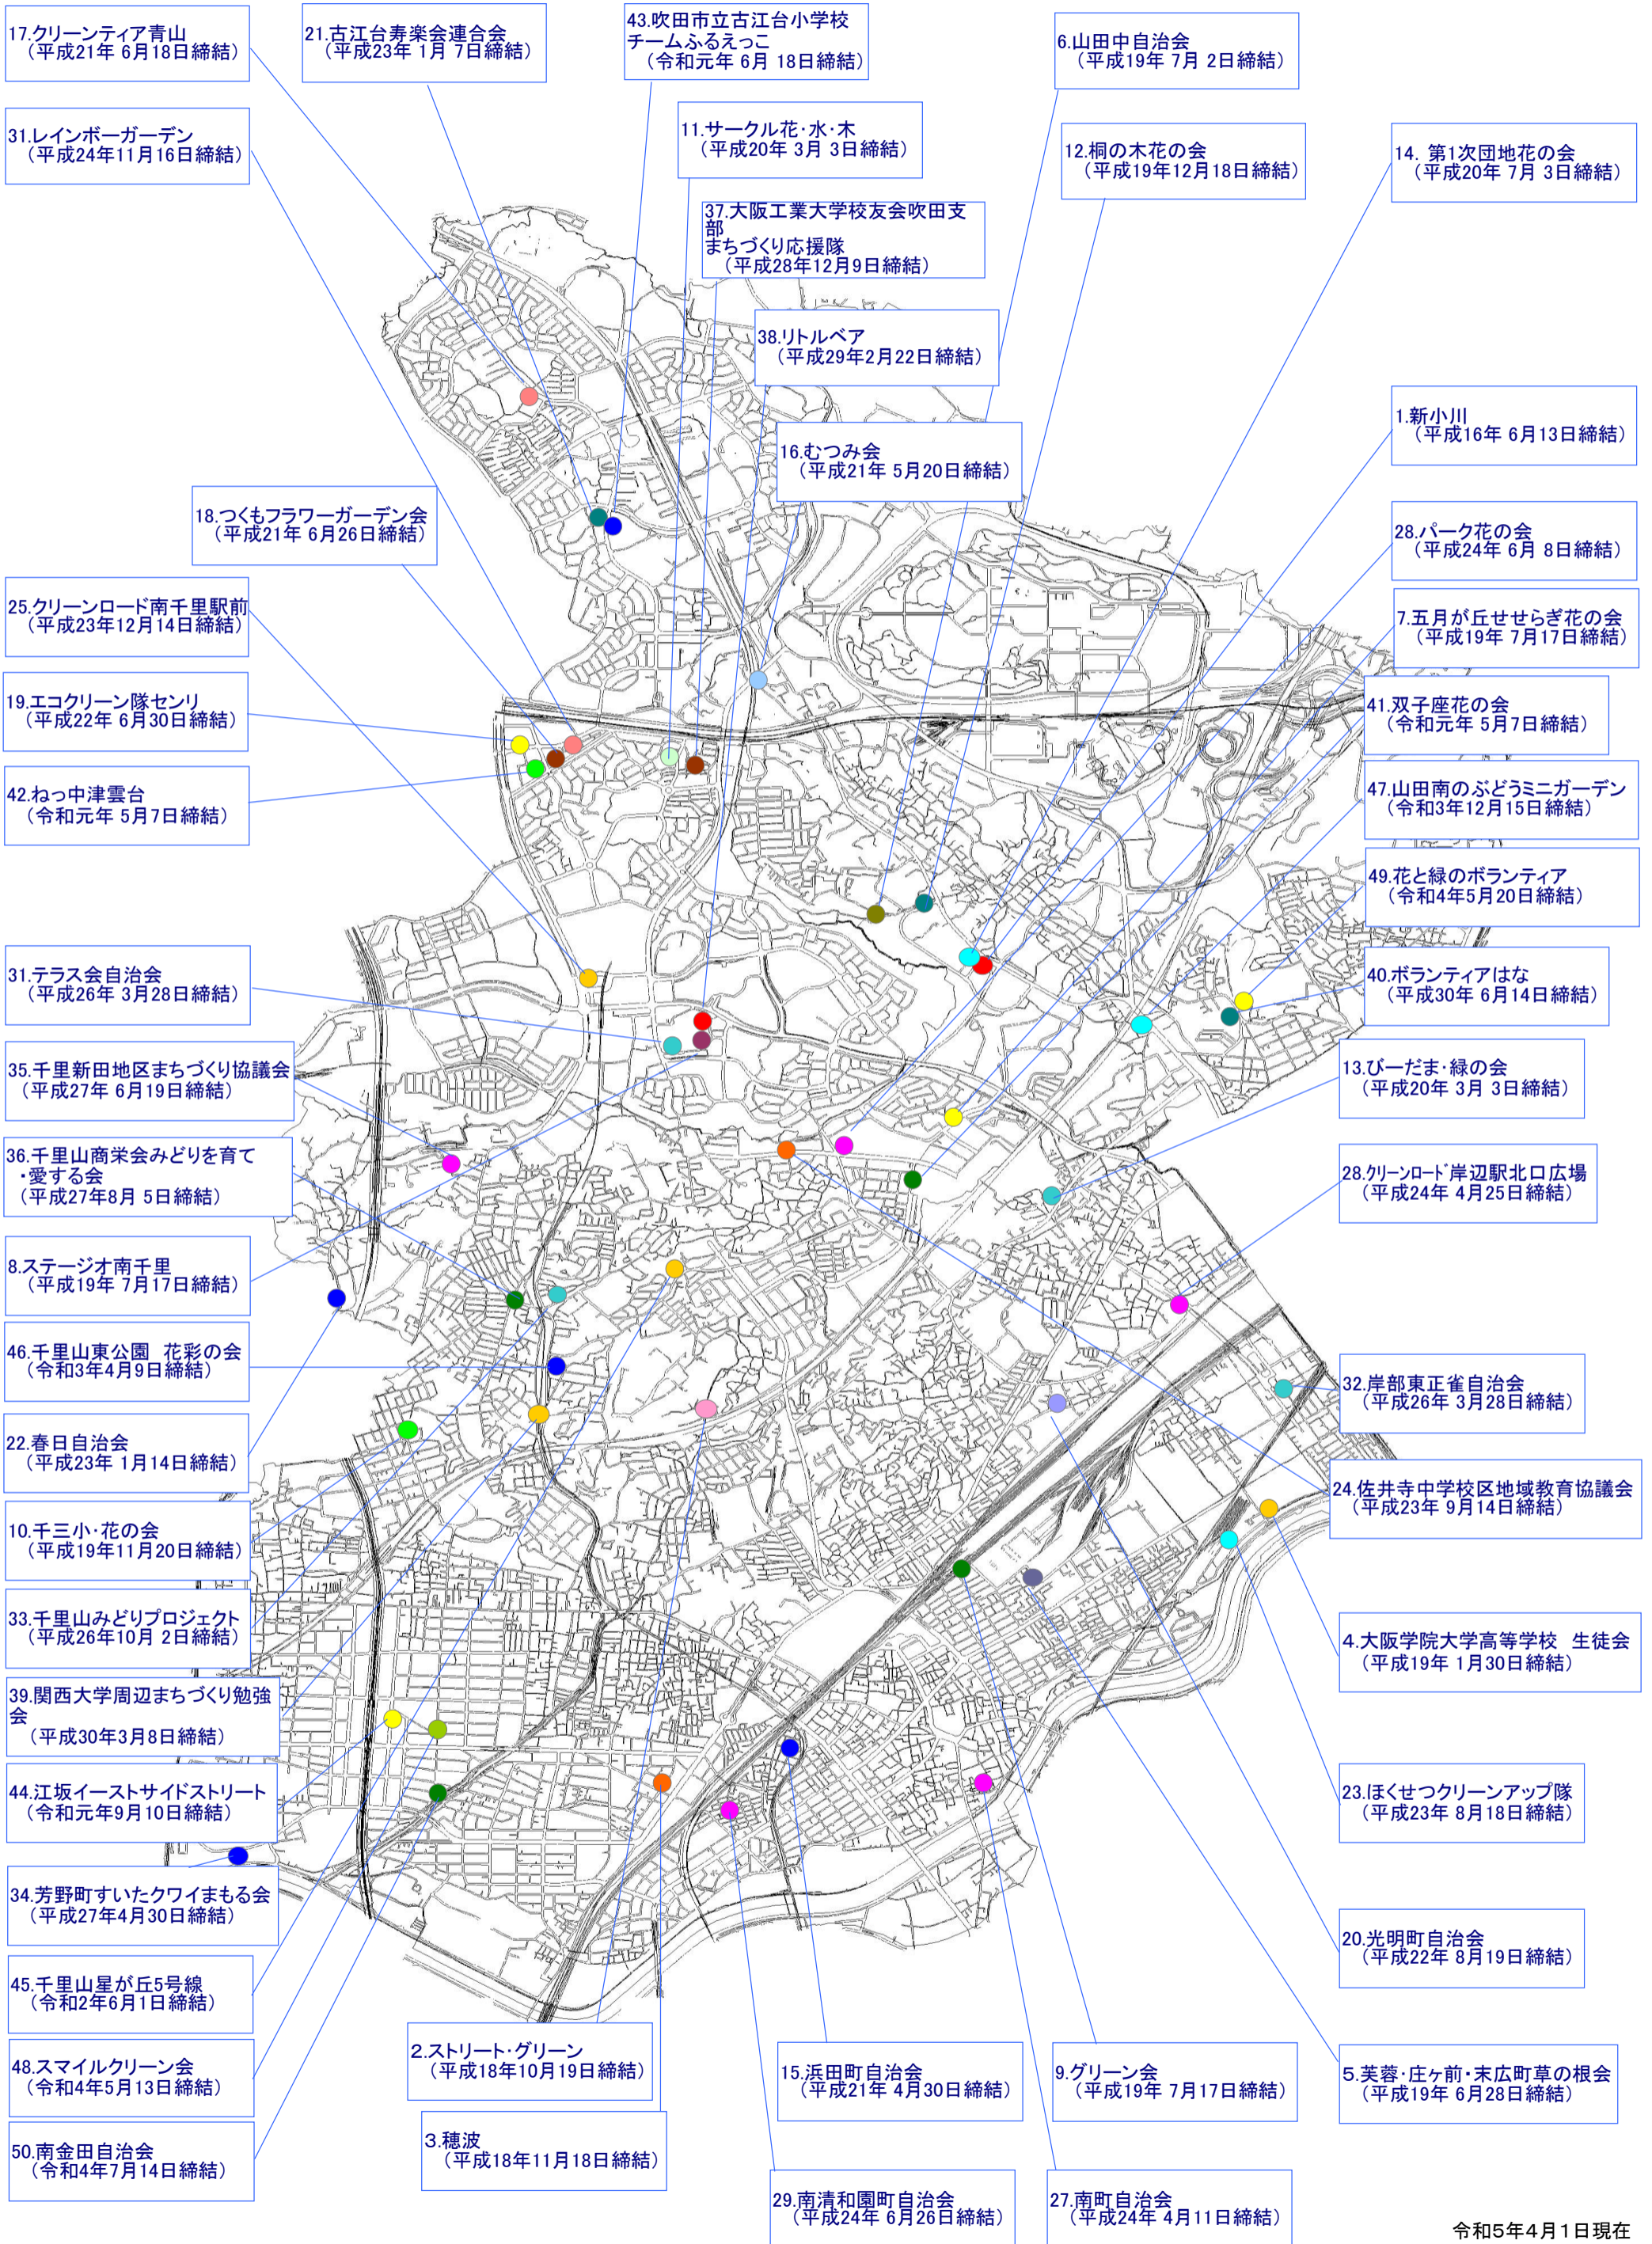 17.クリーンティア青山
（平成21年 6月18日締結）
21.古江台寿楽会連合会
（平成23年 1月 7日締結）
43.吹田市立古江台小学校
チームふるえっこ
（令和元年 6月 18日締結）
6.山田中自治会
（平成19年 7月 2日締結）
31.レインボーガーデン
（平成24年11月16日締結）
11.サークル花・水・木
（平成20年 3月 3日締結）
12.桐の木花の会
（平成19年12月18日締結）
14. 第1次団地花の会
（平成20年 7月 3日締結）
37.大阪工業大学校友会吹田支
部
まちづくり応援隊
（平成28年12月9日締結）
38.リトルベア
（平成29年2月22日締結）
1.新小川
（平成16年 6月13日締結）
16.むつみ会
（平成21年 5月20日締結）
18.つくもフラワーガーデン会
（平成21年 6月26日締結）
28.パーク花の会
（平成24年 6月 8日締結）
25.クリーンロード南千里駅前
（平成23年12月14日締結）
7.五月が丘せせらぎ花の会
（平成19年 7月17日締結）
19.エコクリーン隊センリ
（平成22年 6月30日締結）
41.双子座花の会
（令和元年 5月7日締結）
42.ねっ中津雲台
（令和元年 5月7日締結）
47.山田南のぶどうミニガーデン
（令和3年12月15日締結）
49.花と緑のボランティア
（令和4年5月20日締結）
31.テラス会自治会
（平成26年 3月28日締結）
40.ボランティアはな
（平成30年 6月14日締結）
35.千里新田地区まちづくり協議会
（平成27年 6月19日締結）
13.びーだま・緑の会
（平成20年 3月 3日締結）
36.千里山商栄会みどりを育て
・愛する会
（平成27年8月 5日締結）
28.クリーンロード岸辺駅北口広場
（平成24年 4月25日締結）
8.ステージオ南千里
（平成19年 7月17日締結）
46.千里山東公園　花彩の会
（令和3年4月9日締結）
32.岸部東正雀自治会
（平成26年 3月28日締結）
22.春日自治会
（平成23年 1月14日締結）
24.佐井寺中学校区地域教育協議会
（平成23年 9月14日締結）
10.千三小・花の会
（平成19年11月20日締結）
33.千里山みどりプロジェクト
（平成26年10月 2日締結）
4.大阪学院大学高等学校　生徒会
（平成19年 1月30日締結）
39.関西大学周辺まちづくり勉強
会
（平成30年3月8日締結）
44.江坂イーストサイドストリート
（令和元年9月10日締結）
23.ほくせつクリーンアップ隊
（平成23年 8月18日締結）
34.芳野町すいたクワイまもる会
（平成27年4月30日締結）
20.光明町自治会
（平成22年 8月19日締結）
45.千里山星が丘5号線
（令和2年6月1日締結）
48.スマイルクリーン会
（令和4年5月13日締結）
2.ストリート・グリーン
（平成18年10月19日締結）
15.浜田町自治会
（平成21年 4月30日締結）
9.グリーン会
（平成19年 7月17日締結）
5.芙蓉・庄ヶ前・末広町草の根会
（平成19年 6月28日締結）
50.南金田自治会
（令和4年7月14日締結）
3.穂波
（平成18年11月18日締結）
29.南清和園町自治会
（平成24年 6月26日締結）
27.南町自治会
（平成24年 4月11日締結）
令和5年4月1日現在